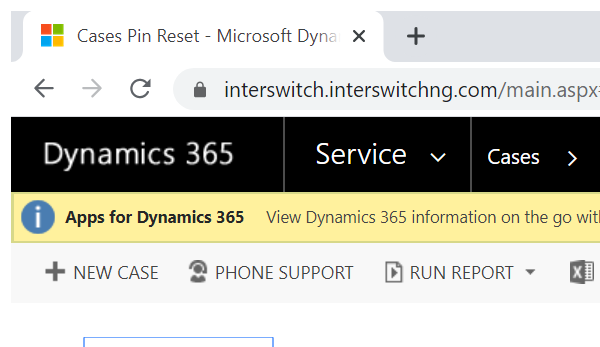 Cases Pin Reset - Microsoft Dyna
interswitch.interswitchng.com/main.aspx
Dynamics 365 Service Cases
Apps for Dynamics 365 View Dynamics 365 information on the go wit
NEW CASE PHONE SUPPORT RUN REPORT